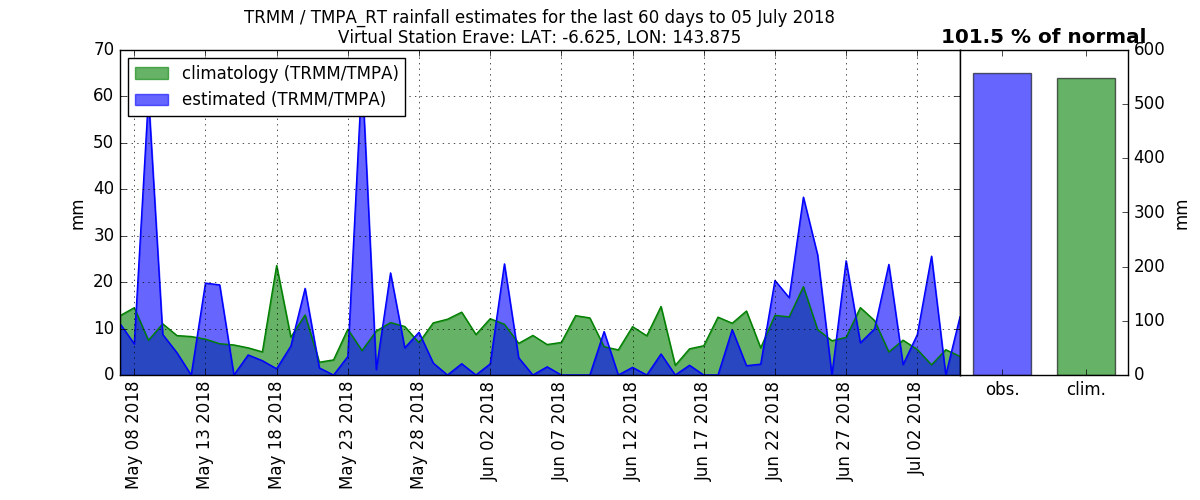 TRMM / TMPA_RT rainfall estimates for the last 60 days to 05 July 2018
Virtual Station Erave: LAT: -6.625, LON: 143.875
101.5 % of normal
climatology (TRMM/TMPA)
estimated (TRMM/TMPA)
mm
70
60
50
40
30
20
10
0
May 08 2018
May 13 2018
May 18 2018
May 23 2018
May 28 2018
Jun 02 2018
Jun 07 2018
Jun 12 2018
Jun 17 2018
Jun 22 2018
Jun 27 2018
Jul 02 2018
obs.
clim.
600
500
400
300
200
100
0
mm